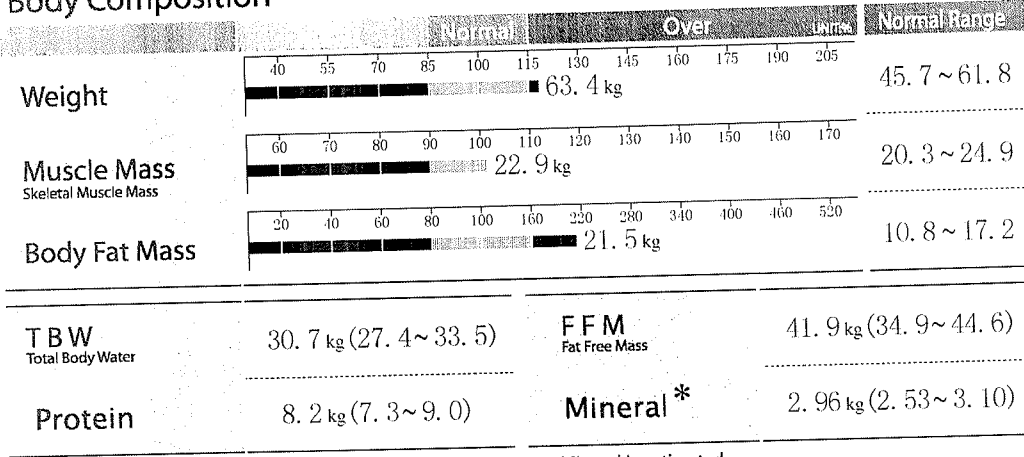 Body Composition
Normal Over UNIT:% Normal Range
40 55 70 85 100 115 130 145 160 175 190 205
Weight 63.4 kg 45.7~61.8
60 70 80 90 100 110 120 130 140 150 160 170
Muscle Mass 22.9 kg 20.3~24.9
Skeletal Muscle Mass
20 40 60 80 100 160 220 280 340 400 460 520
Body Fat Mass 21.5 kg 10.8~17.2
TBW 30.7 kg (27.4~33.5) FFM 41.9 kg (34.9~44.6)
Total Body Water Fat Free Mass
Protein 8.2 kg (7.3~9.0) Mineral* 2.96 kg (2.53~3.10)